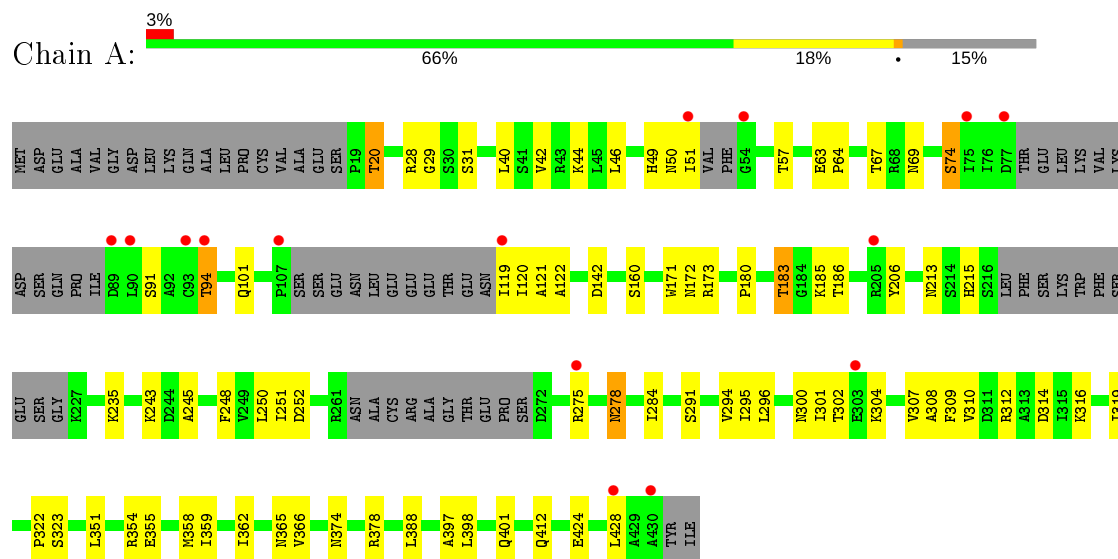 3%
Chain A:
66% 18% • 15%
MET ASP GLU ALA VAL GLY ASP LEU LYS GLN ALA LEU PRO CYS VAL ALA GLU SER P19 T20 R28 G29 S30 S31 L40 S41 V42 R43 K44 L45 L46 H49 N50 I51 VAL PHE G54 T57 E63 P64 T67 R68 N69 S74 I75 I76 D77 THR GLU LEU LYS VAL LYS
ASP SER GLN PRO ILE D89 L90 S91 A92 C93 T94 Q101 P107 SER SER GLU ASN LEU GLU GLU GLU THR GLU ASN I119 I120 A121 A122 D142 S160 W171 N172 R173 P180 T183 G184 K185 T186 R205 Y206 N213 S214 H215 S216 LEU PHE SER LYS TRP PHE SER
GLU SER GLY K227 K235 K243 D244 A245 F248 V249 L250 I251 D252 R261 ASN ALA CYS ARG ALA GLY THR GLU PRO SER D272 R275 N278 I284 S291 V294 I295 L296 N300 I301 T302 E303 K304 V307 A308 F309 V310 D311 R312 A313 D314 I315 K316
P322 S323 L351 R354 E355 M358 I359 I362 N365 V366 N374 R378 L388 A397 L398 Q401 Q412 E424 L428 A429 A430 TYR ILE